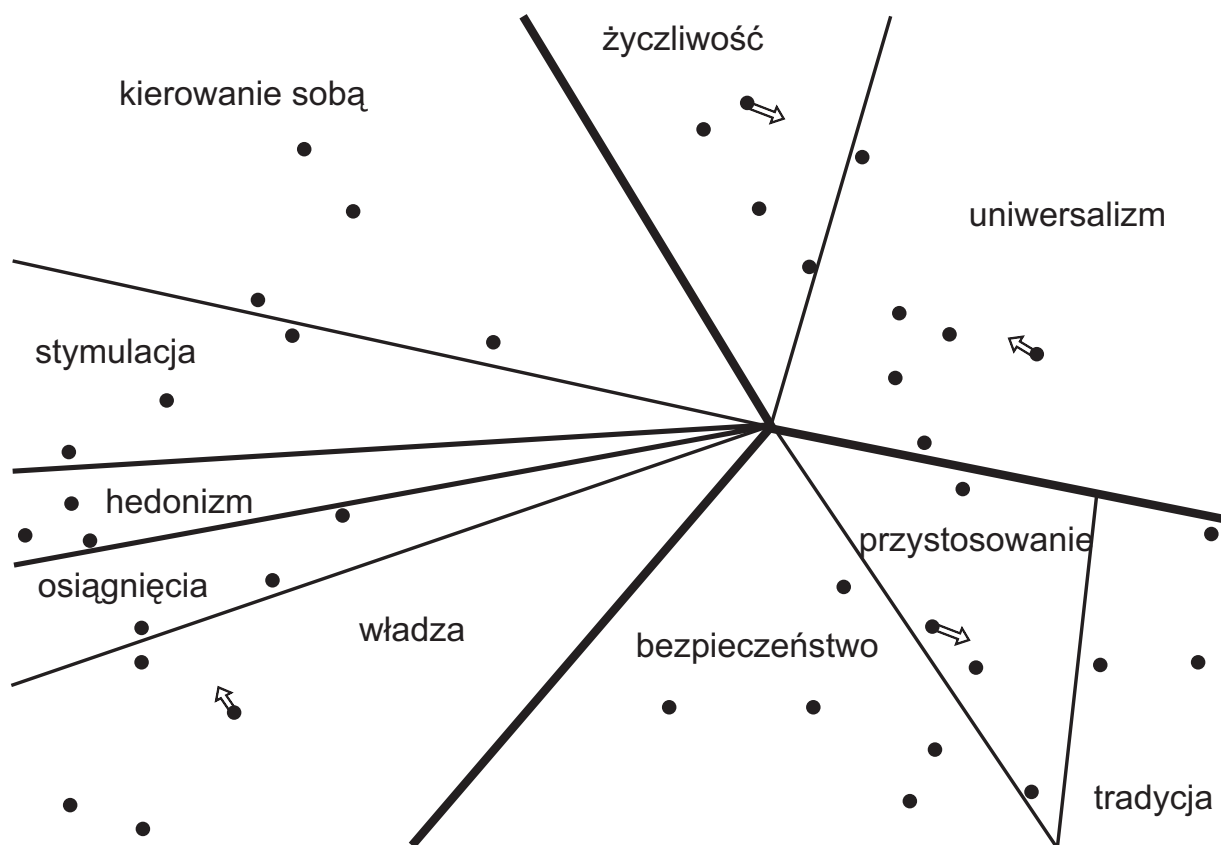 życzliwość
kierowanie sobą
uniwersalizm
stymulacja
hedonizm
przystosowanie
osiągnięcia
władza
bezpieczeństwo
tradycja